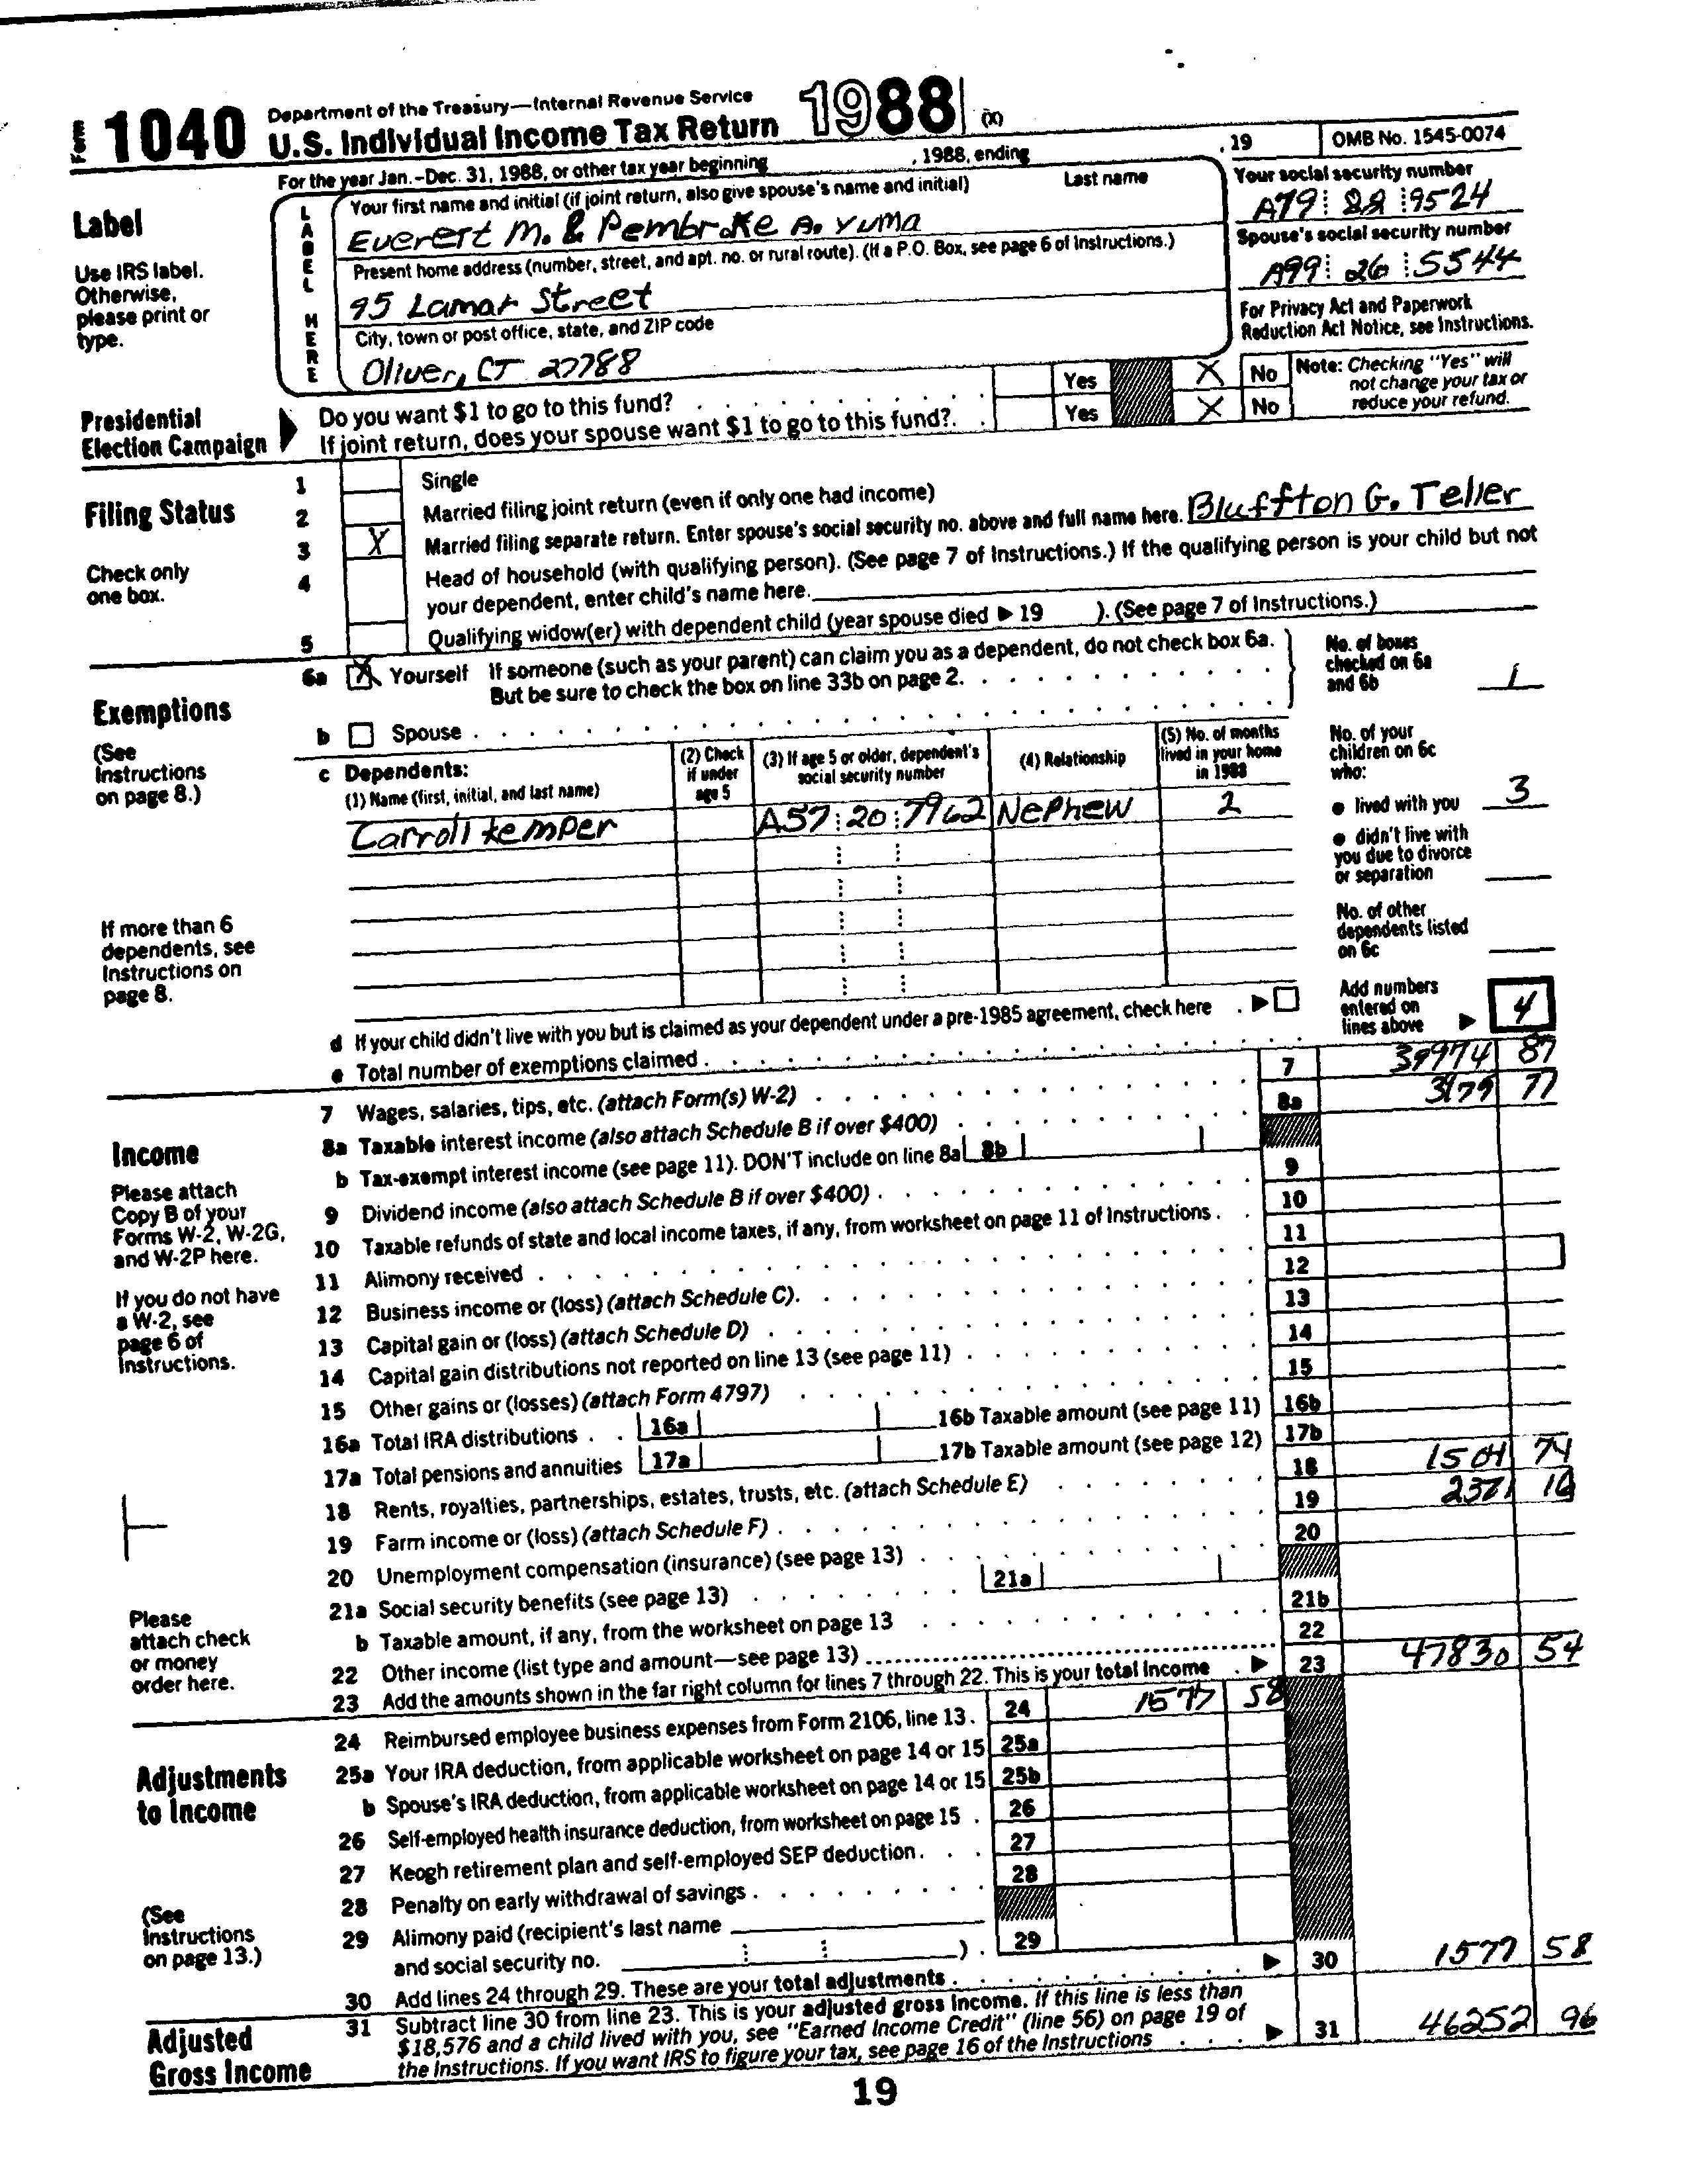 Form 1040 Department of the Treasury—Internal Revenue Service
U.S. Individual Income Tax Return 1988 (X)
For the year Jan.–Dec. 31, 1988, or other tax year beginning , 1988, ending , 19 OMB No. 1545-0074
Label
Use IRS label.
Otherwise,
please print or
type.
LABEL HERE
Your first name and initial (if joint return, also give spouse's name and initial) Last name
Everert M. & Pembroke A. Yuma
Your social security number
A79 88 9524
Present home address (number, street, and apt. no. or rural route). (If a P.O. Box, see page 6 of Instructions.)
95 Lamar Street
Spouse's social security number
A99 26 5544
City, town or post office, state, and ZIP code
Oliver, CT 27788
For Privacy Act and Paperwork
Reduction Act Notice, see Instructions.
Presidential
Election Campaign
Do you want $1 to go to this fund? Yes X No
If joint return, does your spouse want $1 to go to this fund? Yes X No
Note: Checking "Yes" will
not change your tax or
reduce your refund.
Filing Status
Check only
one box.
1 Single
2 Married filing joint return (even if only one had income)
3 X Married filing separate return. Enter spouse's social security no. above and full name here. Bluffton G. Teller
4 Head of household (with qualifying person). (See page 7 of Instructions.) If the qualifying person is your child but not
your dependent, enter child's name here.
5 Qualifying widow(er) with dependent child (year spouse died ▶ 19 ). (See page 7 of Instructions.)
Exemptions
(See
Instructions
on page 8.)
6a X Yourself If someone (such as your parent) can claim you as a dependent, do not check box 6a.
But be sure to check the box on line 33b on page 2.
b Spouse
No. of boxes
checked on 6a
and 6b 1
c Dependents:
(1) Name (first, initial, and last name)
(2) Check
if under
age 5
(3) If age 5 or older, dependent's
social security number
(4) Relationship
(5) No. of months
lived in your home
in 1988
Carroll kemper A57 20 7962 Nephew 2
No. of your
children on 6c
who:
● lived with you 3
● didn't live with
you due to divorce
or separation
No. of other
dependents listed
on 6c
If more than 6
dependents, see
Instructions on
page 8.
d If your child didn't live with you but is claimed as your dependent under a pre-1985 agreement, check here ▶
e Total number of exemptions claimed
Add numbers
entered on
lines above ▶ 4
Income
Please attach
Copy B of your
Forms W-2, W-2G,
and W-2P here.
If you do not have
a W-2, see
page 6 of
Instructions.
Please
attach check
or money
order here.
7 Wages, salaries, tips, etc. (attach Form(s) W-2) 7 39974 87
8a Taxable interest income (also attach Schedule B if over $400) 8a 3179 77
b Tax-exempt interest income (see page 11). DON'T include on line 8a 8b
9 Dividend income (also attach Schedule B if over $400) 9
10 Taxable refunds of state and local income taxes, if any, from worksheet on page 11 of Instructions 10
11 Alimony received 11
12 Business income or (loss) (attach Schedule C) 12
13 Capital gain or (loss) (attach Schedule D) 13
14 Capital gain distributions not reported on line 13 (see page 11) 14
15 Other gains or (losses) (attach Form 4797) 15
16a Total IRA distributions 16a 16b Taxable amount (see page 11) 16b
17a Total pensions and annuities 17a 17b Taxable amount (see page 12) 17b
18 Rents, royalties, partnerships, estates, trusts, etc. (attach Schedule E) 18 1504 74
19 Farm income or (loss) (attach Schedule F) 19 2371 16
20 Unemployment compensation (insurance) (see page 13) 20
21a Social security benefits (see page 13) 21a
b Taxable amount, if any, from the worksheet on page 13 21b
22 Other income (list type and amount—see page 13) 22
23 Add the amounts shown in the far right column for lines 7 through 22. This is your total income ▶ 23 47830 54
Adjustments
to Income
(See
Instructions
on page 13.)
24 Reimbursed employee business expenses from Form 2106, line 13. 24 1577 58
25a Your IRA deduction, from applicable worksheet on page 14 or 15 25a
b Spouse's IRA deduction, from applicable worksheet on page 14 or 15 25b
26 Self-employed health insurance deduction, from worksheet on page 15 26
27 Keogh retirement plan and self-employed SEP deduction 27
28 Penalty on early withdrawal of savings 28
29 Alimony paid (recipient's last name
and social security no. ) 29
30 Add lines 24 through 29. These are your total adjustments ▶ 30 1577 58
Adjusted
Gross Income
31 Subtract line 30 from line 23. This is your adjusted gross income. If this line is less than
$18,576 and a child lived with you, see "Earned Income Credit" (line 56) on page 19 of
the Instructions. If you want IRS to figure your tax, see page 16 of the Instructions ▶ 31 46252 96
19